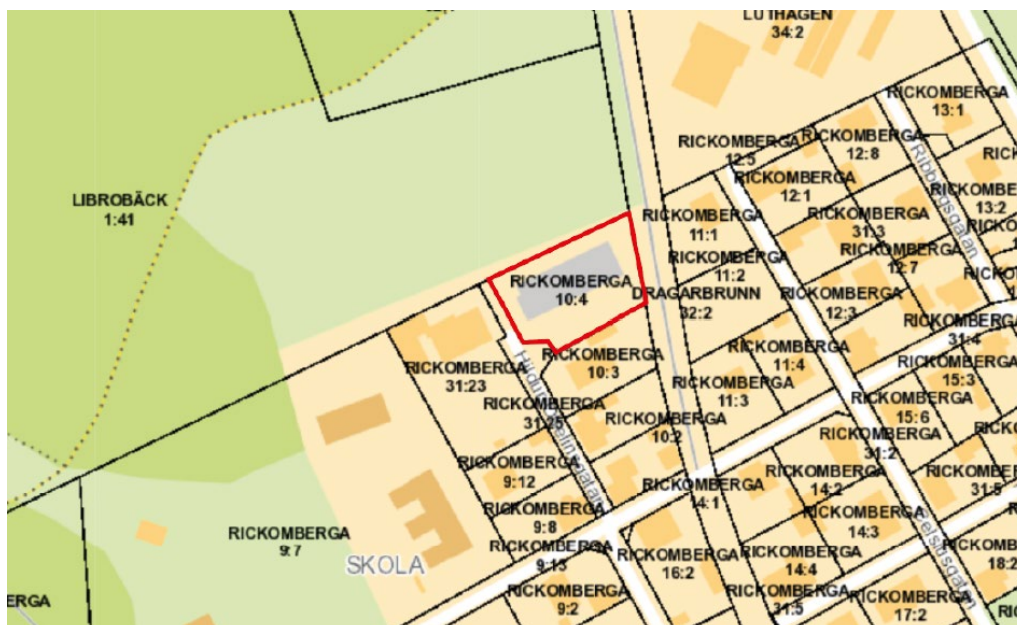 LUTHAGEN
34:2
RICKOMBERGA
13:1
RICKOMBERGA
12:8
RICKOMBERGA
12:5
RICKOMBERGA
12:1
Ribbingsgatan
RICKOMBE
13:2
LIBROBÄCK
1:41
RICKOMBERGA
11:1
RICKOMBERGA
31:3
RICKOMBERGA
12:7
RICKOMBERGA
11:2
RICKOMBERGA
10:4
DRAGARBRUNN
32:2
RICKOMBERGA
12:3
RICKOMBERGA
31:4
RICKOMBERGA
10:3
RICKOMBERGA
11:4
RICKOMBERGA
31:23
RICKOMBERGA
15:3
RICKOMBERGA
11:3
RICKOMBERGA
31:25
RICKOMBERGA
15:6
RICKOMBERGA
10:2
RICKOMBERGA
31:2
RICKOMBERGA
9:12
RICKOMBERGA
14:2
RICKOMBER
31:5
RICKOMBERGA
14:1
RICKOMBERGA
9:8
RICKOMBERGA
14:3
Celsiusgatan
RICKOMBERGA
9:7
RICKOMBERGA
9:13
RICKOMBERGA
16:2
RICKOMBERGA
14:4
RICKOMB
18:2
SKOLA
ERGA
RICKOMBERGA
9:2
RICKOMBERGA
31:5
RICKOMBERGA
17:2